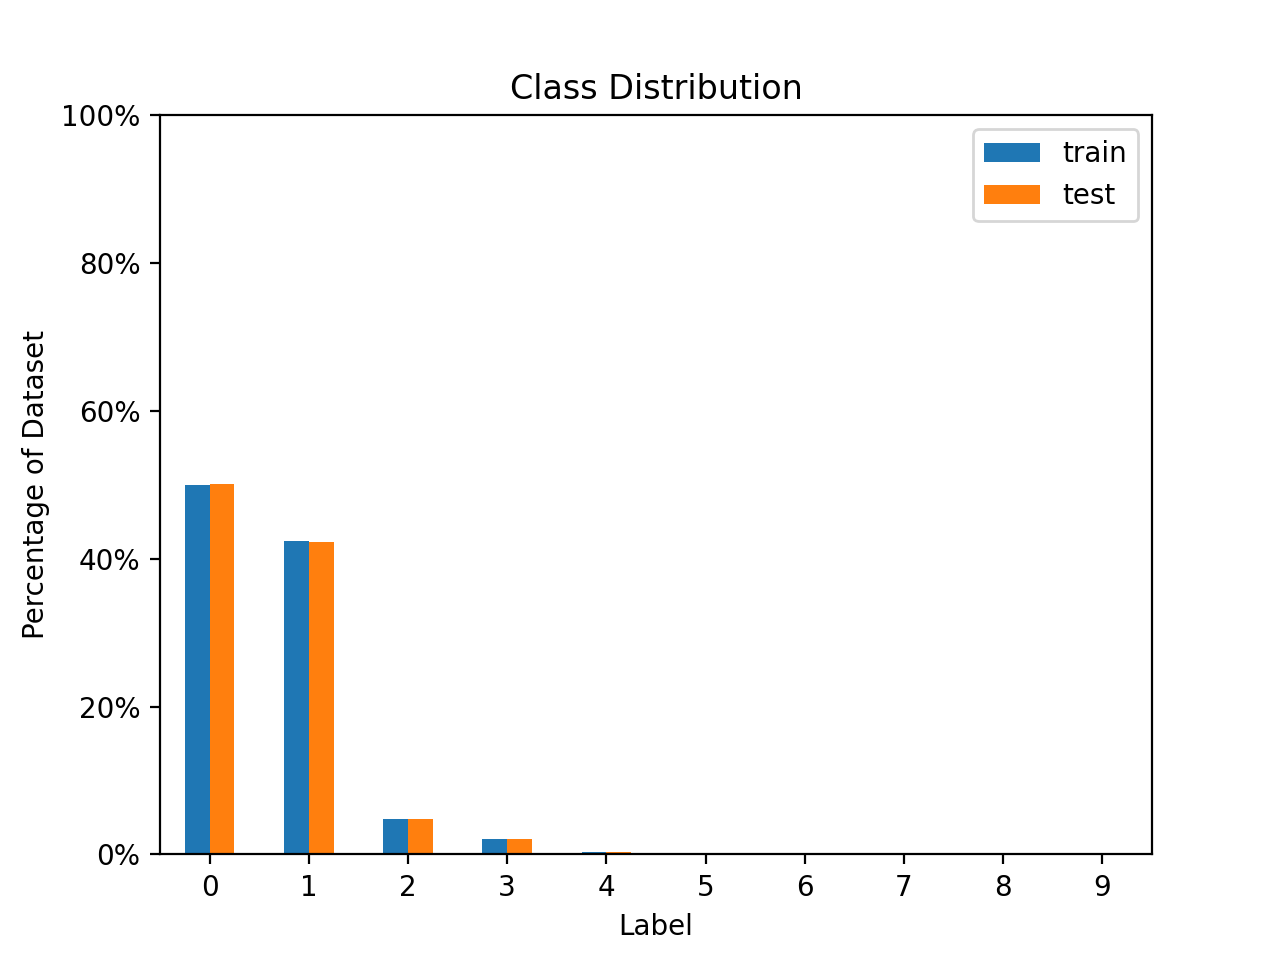 Class Distribution
100%
80%
60%
40%
20%
0%
Percentage of Dataset
train
test
0 1 2 3 4 5 6 7 8 9
Label